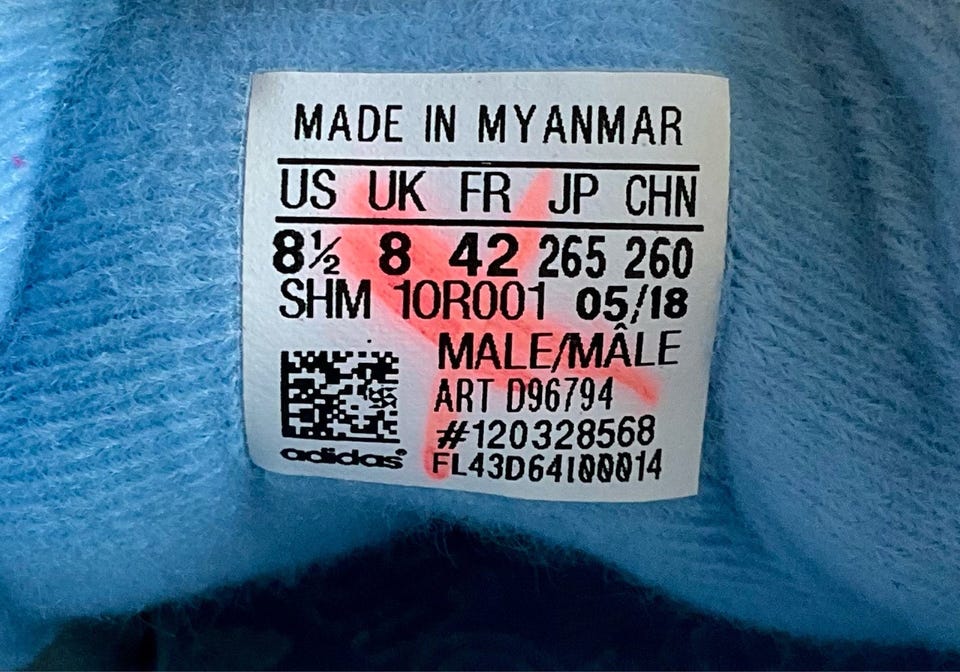 MADE IN MYANMAR
US UK FR JP CHN
8½ 8 42 265 260
SHM 10R001 05/18
MALE/MÂLE
ART D96794
#120328568
adidas FL43D64I00014